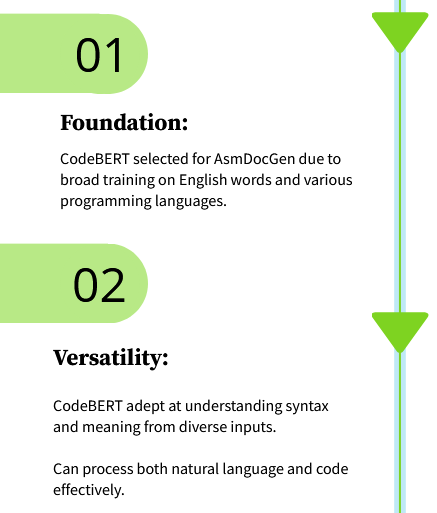 01
Foundation:
CodeBERT selected for AsmDocGen due to
broad training on English words and various
programming languages.
02
Versatility:
CodeBERT adept at understanding syntax
and meaning from diverse inputs.
Can process both natural language and code
effectively.